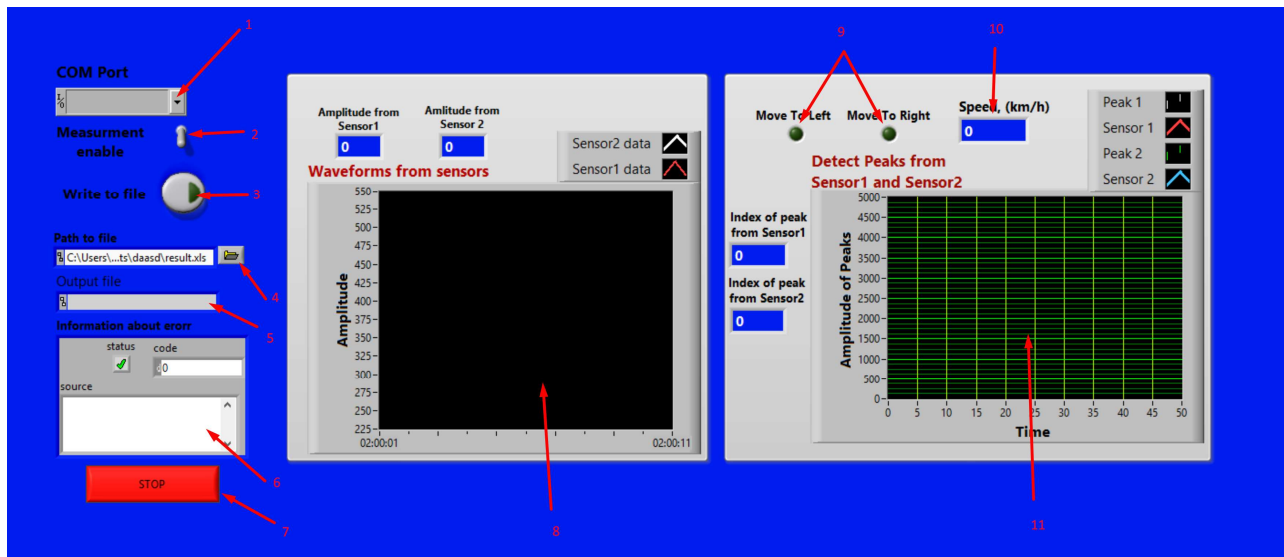 1
COM Port
I/O
Measurment
enable
2
Write to file
3
Path to file
C:\Users\...ts\daasd\result.xls
4
Output file
5
Information about erorr
status
code
0
source
6
STOP
7
Amplitude from
Sensor1
0
Amlitude from
Sensor 2
0
Sensor2 data
Sensor1 data
Waveforms from sensors
Amplitude
550
525
500
475
450
425
400
375
350
325
300
275
250
225
02:00:01
02:00:11
8
9
10
Move To Left
Move To Right
Speed, (km/h)
0
Peak 1
Sensor 1
Peak 2
Sensor 2
Detect Peaks from
Sensor1 and Sensor2
Index of peak
from Sensor1
0
Index of peak
from Sensor2
0
Amplitude of Peaks
5000
4500
4000
3500
3000
2500
2000
1500
1000
500
0
0 5 10 15 20 25 30 35 40 45 50
Time
11